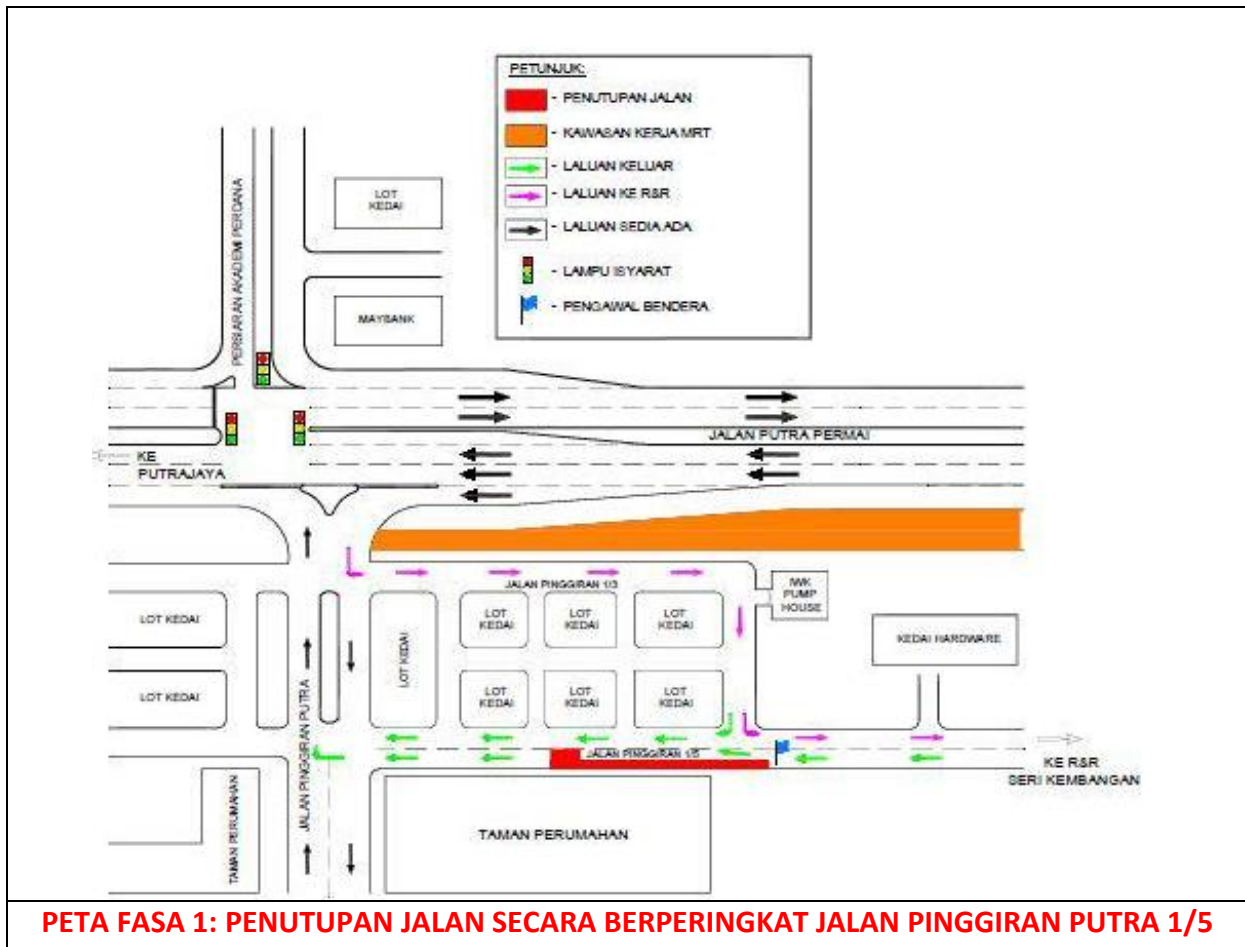 PETUNJUK:
- PENUTUPAN JALAN
- KAWASAN KERJA MRT
- LALUAN KELUAR
- LALUAN KE R&R
- LALUAN SEDIA ADA
- LAMPU ISYARAT
- PENGAWAL BENDERA
PERSIARAN AKADEMI PERDANA
LOT
KEDAI
MAYBANK
JALAN PUTRA PERMAI
KE
PUTRAJAYA
JALAN PINGGIRAN 1/3
IWK
PUMP
HOUSE
LOT KEDAI
LOT KEDAI
LOT
KEDAI
LOT
KEDAI
LOT
KEDAI
KEDAI HARDWARE
LOT KEDAI
LOT
KEDAI
LOT
KEDAI
LOT
KEDAI
JALAN PINGGIRAN PUTRA
JALAN PINGGIRAN 1/5
KE R&R
SERI KEMBANGAN
TAMAN PERUMAHAN
TAMAN PERUMAHAN
PETA FASA 1: PENUTUPAN JALAN SECARA BERPERINGKAT JALAN PINGGIRAN PUTRA 1/5